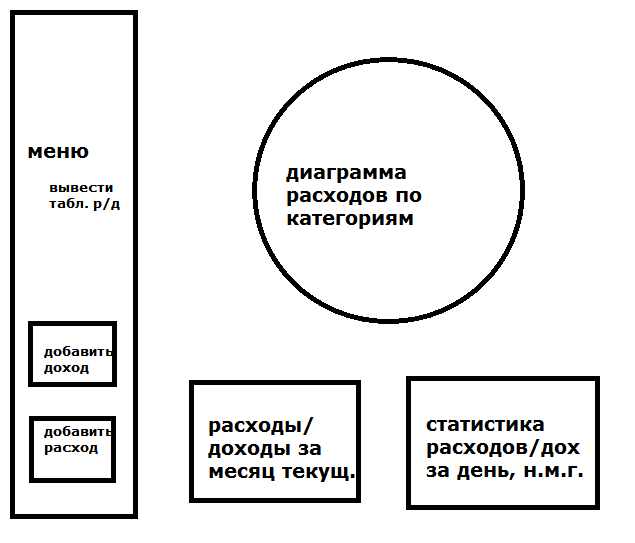 меню
вывести
табл. р/д
добавить
доход
добавить
расход
диаграмма
расходов по
категориям
расходы/
доходы за
месяц текущ.
статистика
расходов/дох
за день, н.м.г.